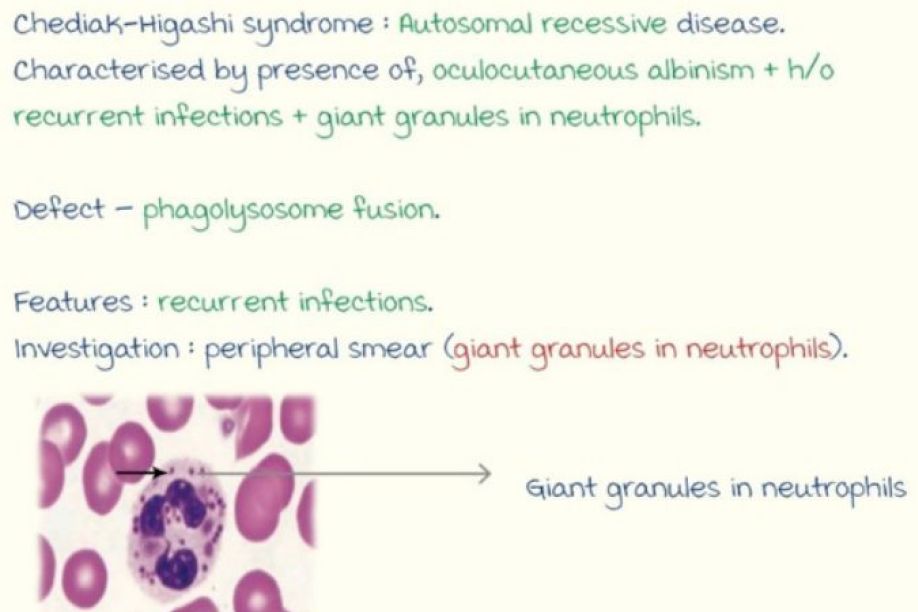 Chediak-Higashi syndrome : Autosomal recessive disease.
Characterised by presence of, oculocutaneous albinism + h/o
recurrent infections + giant granules in neutrophils.
Defect - phagolysosome fusion.
Features : recurrent infections.
Investigation : peripheral smear (giant granules in neutrophils).
Giant granules in neutrophils